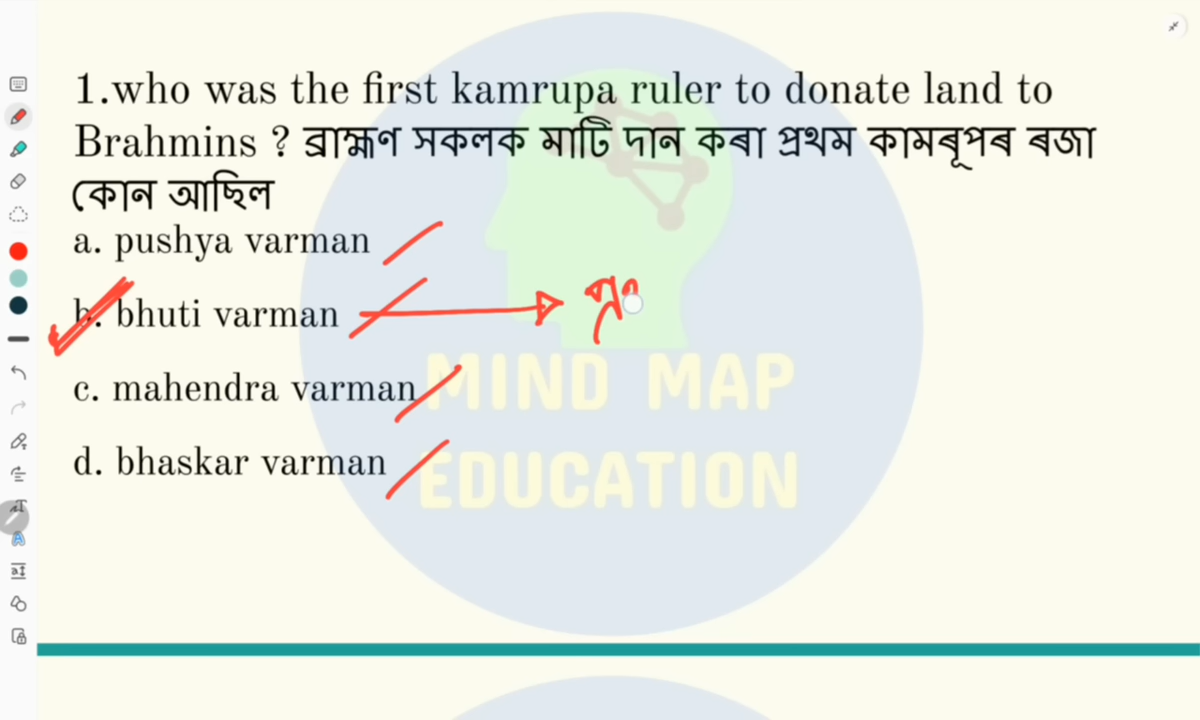 1.who was the first kamrupa ruler to donate land to
Brahmins ? ব্ৰাহ্মণ সকলক মাটি দান কৰা প্ৰথম কামৰূপৰ ৰজা
কোন আছিল
a. pushya varman
b. bhuti varman
c. mahendra varman
d. bhaskar varman
MIND MAP
EDUCATION